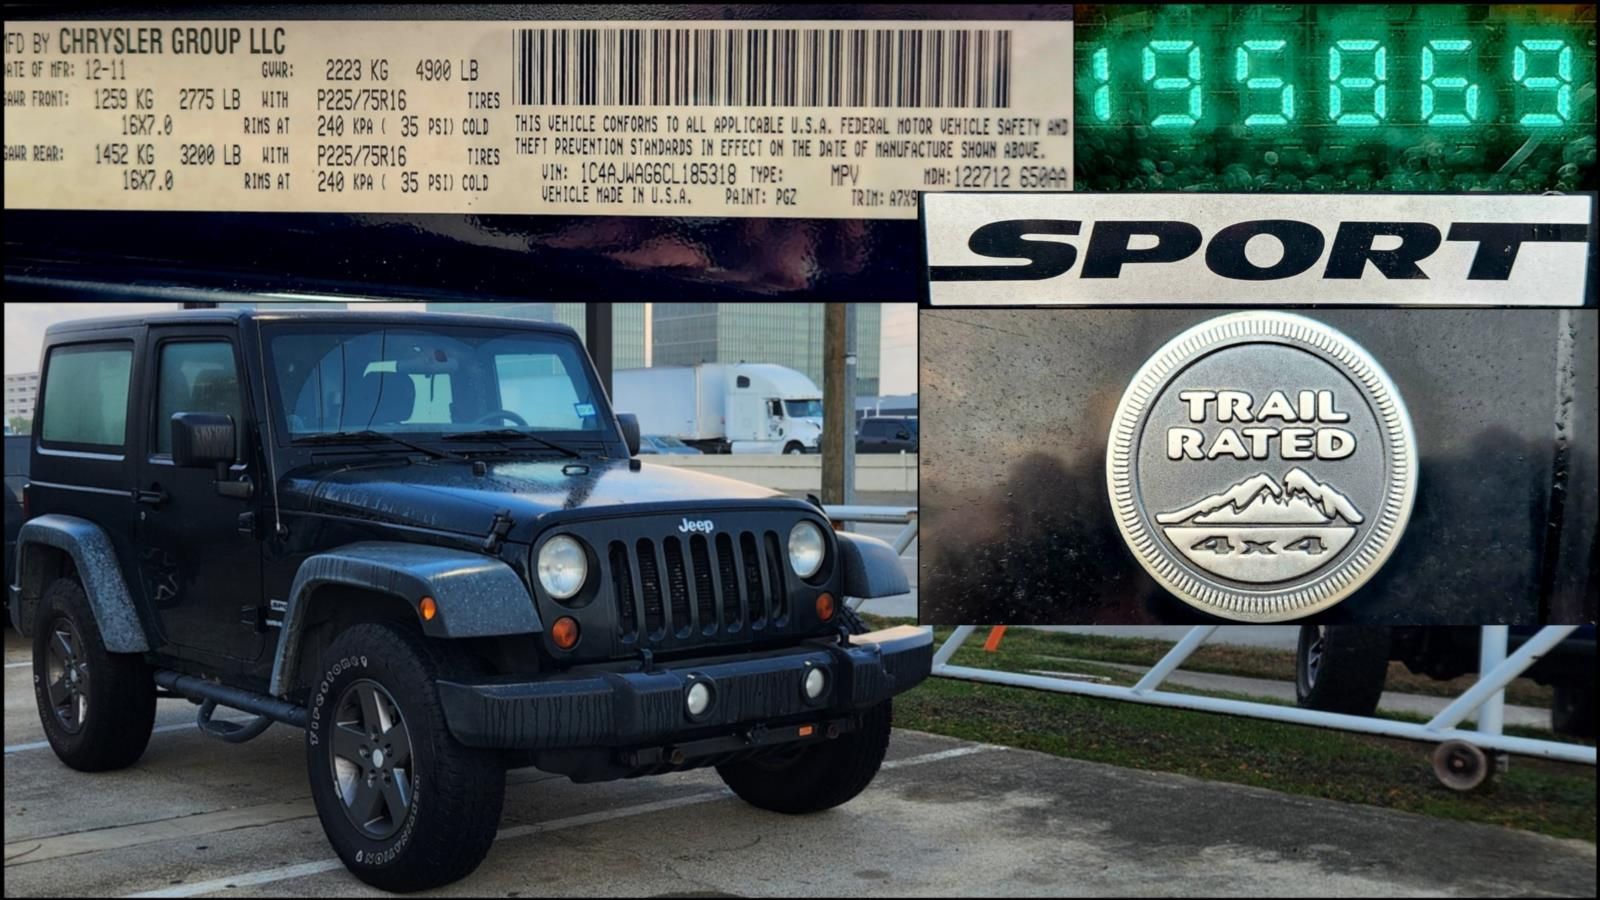 MFD BY CHRYSLER GROUP LLC
DATE OF MFR: 12-11 GVWR: 2223 KG 4900 LB
GAWR FRONT: 1259 KG 2775 LB WITH P225/75R16 TIRES
16X7.0 RIMS AT 240 KPA ( 35 PSI) COLD
GAWR REAR: 1452 KG 3200 LB WITH P225/75R16 TIRES
16X7.0 RIMS AT 240 KPA ( 35 PSI) COLD
THIS VEHICLE CONFORMS TO ALL APPLICABLE U.S.A. FEDERAL MOTOR VEHICLE SAFETY AND
THEFT PREVENTION STANDARDS IN EFFECT ON THE DATE OF MANUFACTURE SHOWN ABOVE.
VIN: 1C4AJWAG6CL185318 TYPE: MPV MDH:122712 650AA
VEHICLE MADE IN U.S.A. PAINT: PGZ TRIM: A7X9
195869
SPORT
TRAIL
RATED
4x4
Jeep
Firestone
DESTINATION